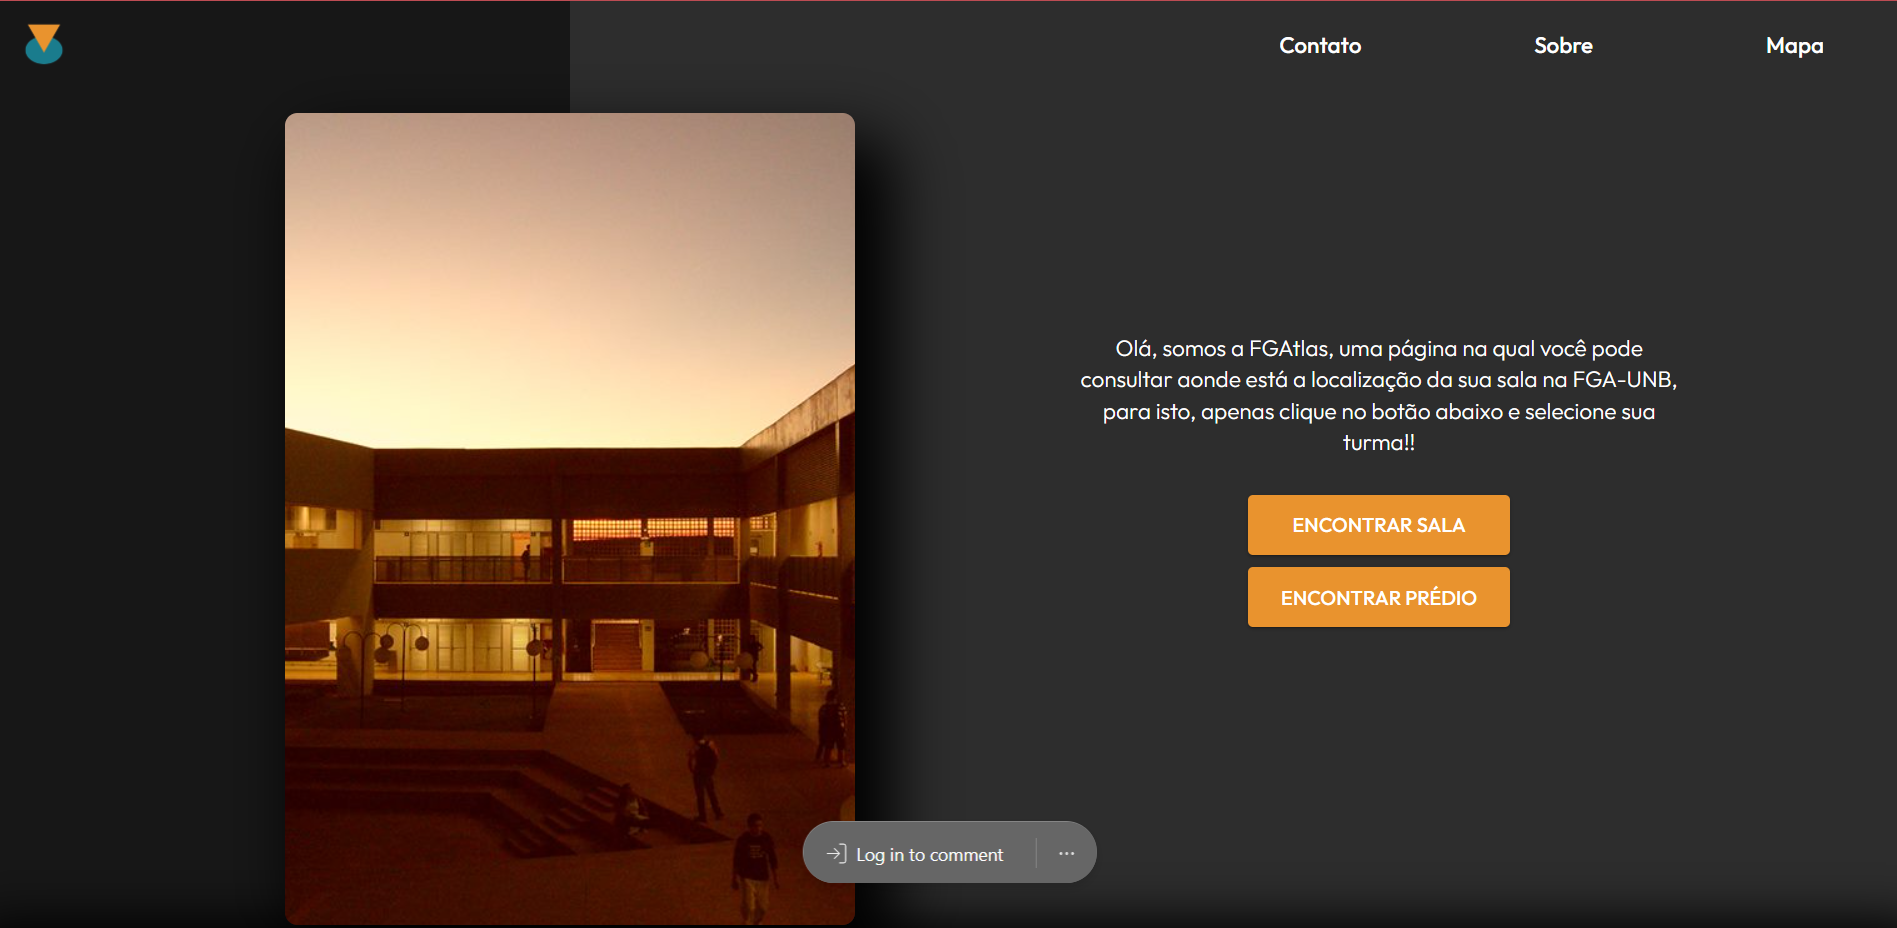 Contato
Sobre
Mapa
Olá, somos a FGAtlas, uma página na qual você pode
consultar aonde está a localização da sua sala na FGA-UNB,
para isto, apenas clique no botão abaixo e selecione sua
turma!!
ENCONTRAR SALA
ENCONTRAR PRÉDIO
Log in to comment